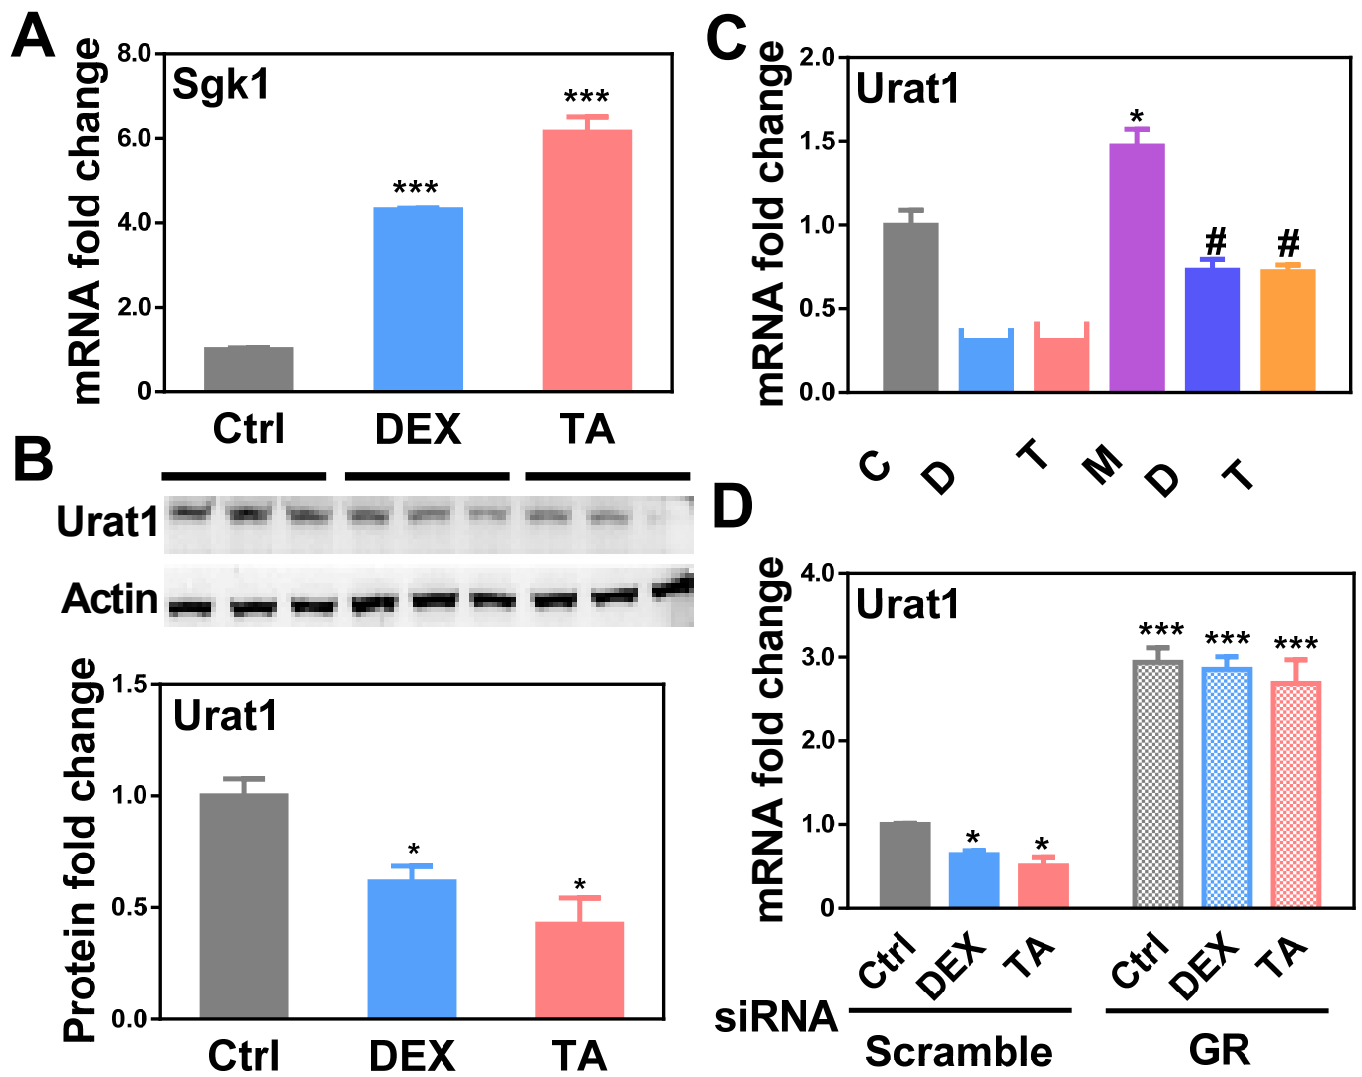 A
mRNA fold change
8.0
6.0
4.0
2.0
0
Sgk1
***
***
Ctrl
DEX
TA
B
Urat1
Actin
Protein fold change
1.5
1.0
0.5
0.0
Urat1
*
*
Ctrl
DEX
TA
C
mRNA fold change
2.0
1.5
1.0
0.5
0.0
Urat1
*
#
#
C
D
T
M
D
T
D
mRNA fold change
4.0
3.0
2.0
1.0
0
Urat1
*
*
***
***
***
Ctrl
DEX
TA
Ctrl
DEX
TA
siRNA
Scramble
GR